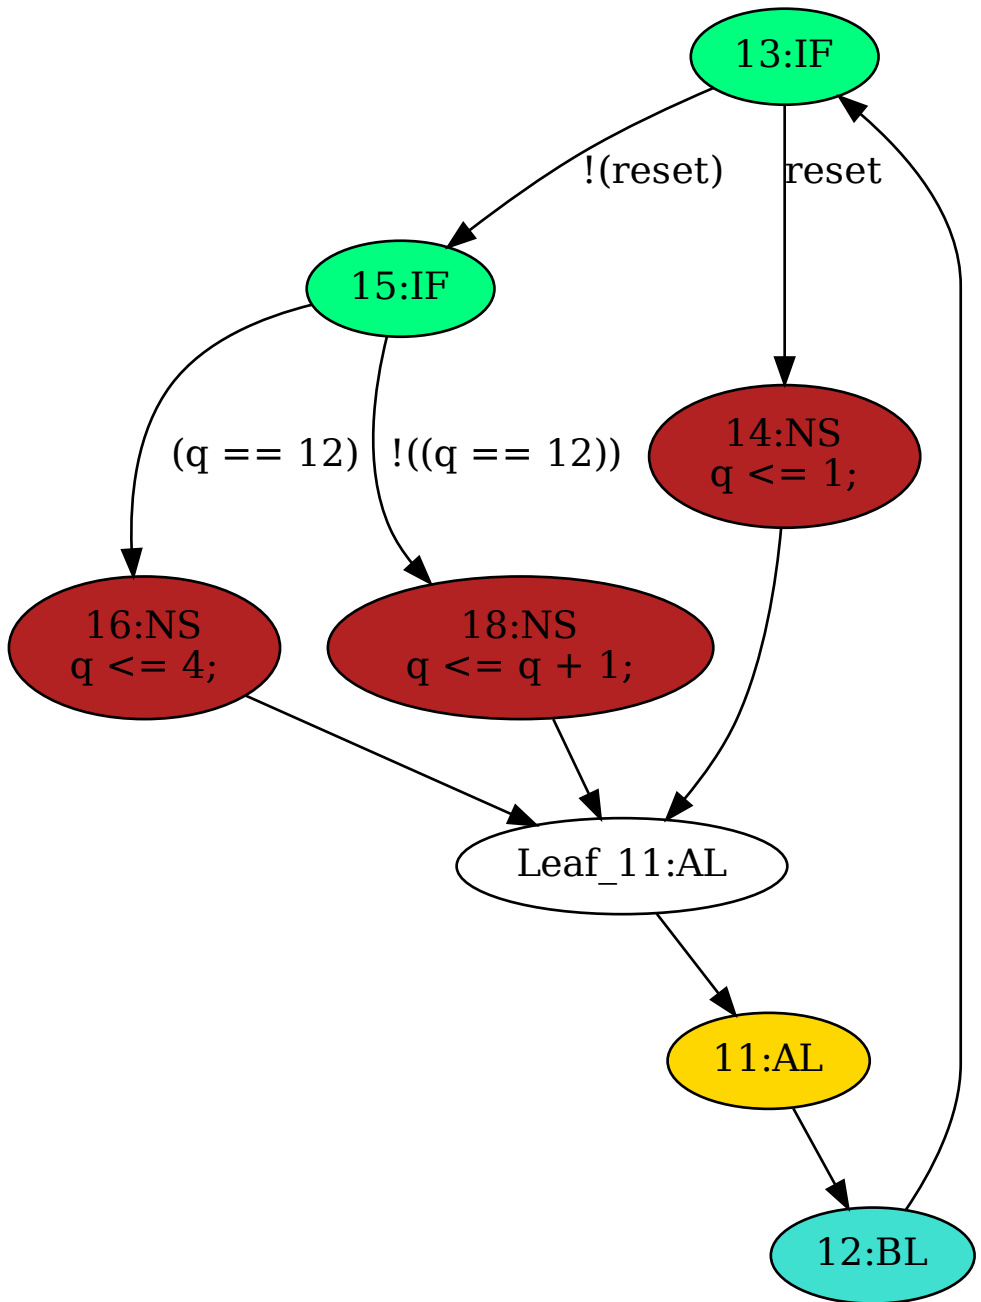 13:IF
!(reset)
reset
15:IF
(q == 12)
!((q == 12))
14:NS
q <= 1;
16:NS
q <= 4;
18:NS
q <= q + 1;
Leaf_11:AL
11:AL
12:BL